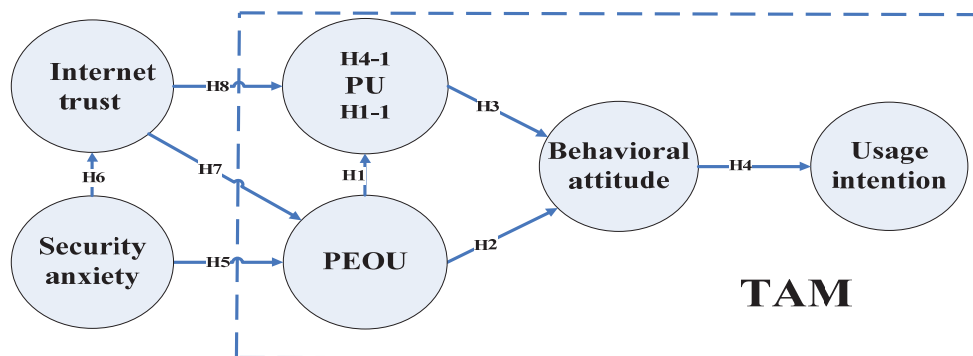 Internet
trust
H8
H4-1
PU
H1-1
H3
H7
H6
H1
Behavioral
attitude
H4
Usage
intention
Security
anxiety
H5
PEOU
H2
TAM